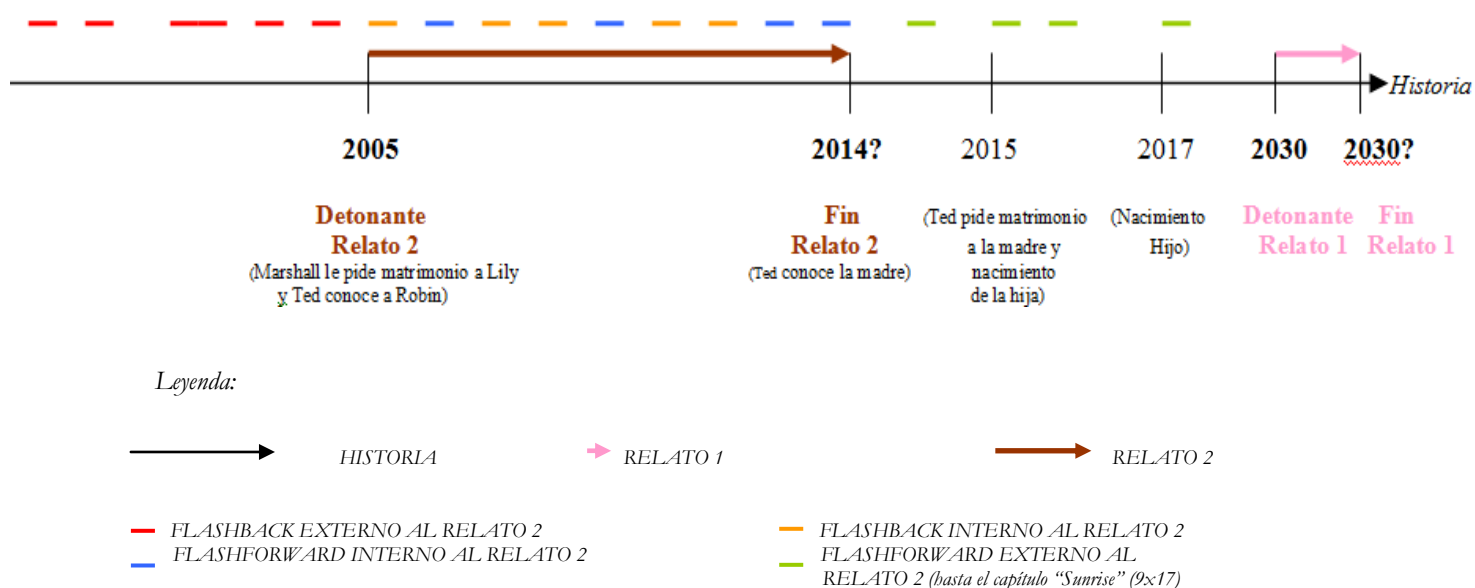 Historia
2005 2014? 2015 2017 2030 2030?
Detonante
Relato 2
(Marshall le pide matrimonio a Lily
y Ted conoce a Robin)
Fin
Relato 2
(Ted conoce la madre)
(Ted pide matrimonio
a la madre y
nacimiento
de la hija)
(Nacimiento
Hijo)
Detonante
Relato 1
Fin
Relato 1
Leyenda:
HISTORIA
RELATO 1
RELATO 2
FLASHBACK EXTERNO AL RELATO 2
FLASHFORWARD INTERNO AL RELATO 2
FLASHBACK INTERNO AL RELATO 2
FLASHFORWARD EXTERNO AL
RELATO 2 (hasta el capítulo “Sunrise” (9x17)